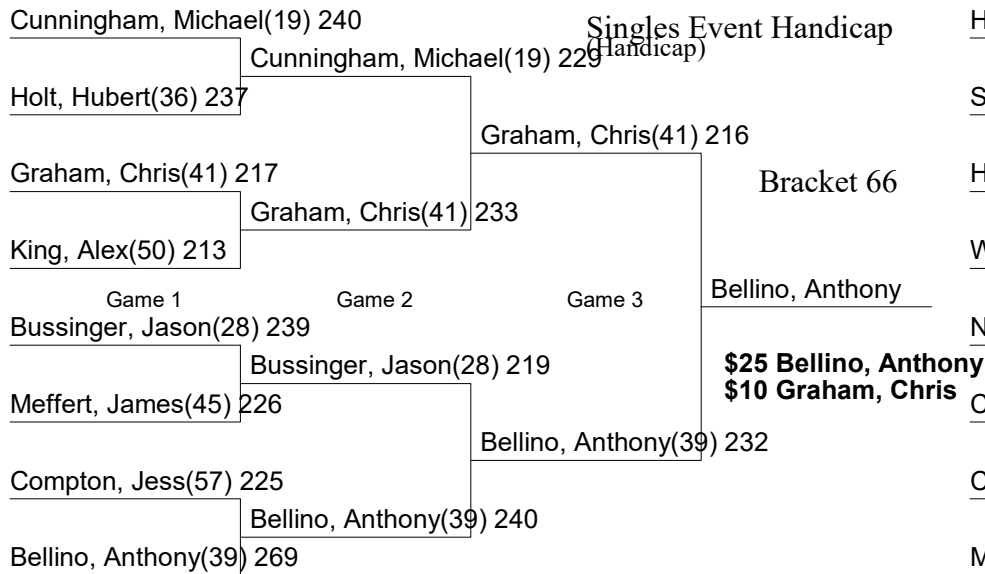 Cunningham, Michael(19) 240
Singles Event Handicap
(Handicap)
Cunningham, Michael(19) 229
Holt, Hubert(36) 237
Graham, Chris(41) 216
Graham, Chris(41) 217
Bracket 66
Graham, Chris(41) 233
King, Alex(50) 213
Game 1
Game 2
Game 3
Bellino, Anthony
Bussinger, Jason(28) 239
Bussinger, Jason(28) 219
$25 Bellino, Anthony
$10 Graham, Chris
Meffert, James(45) 226
Bellino, Anthony(39) 232
Compton, Jess(57) 225
Bellino, Anthony(39) 240
Bellino, Anthony(39) 269